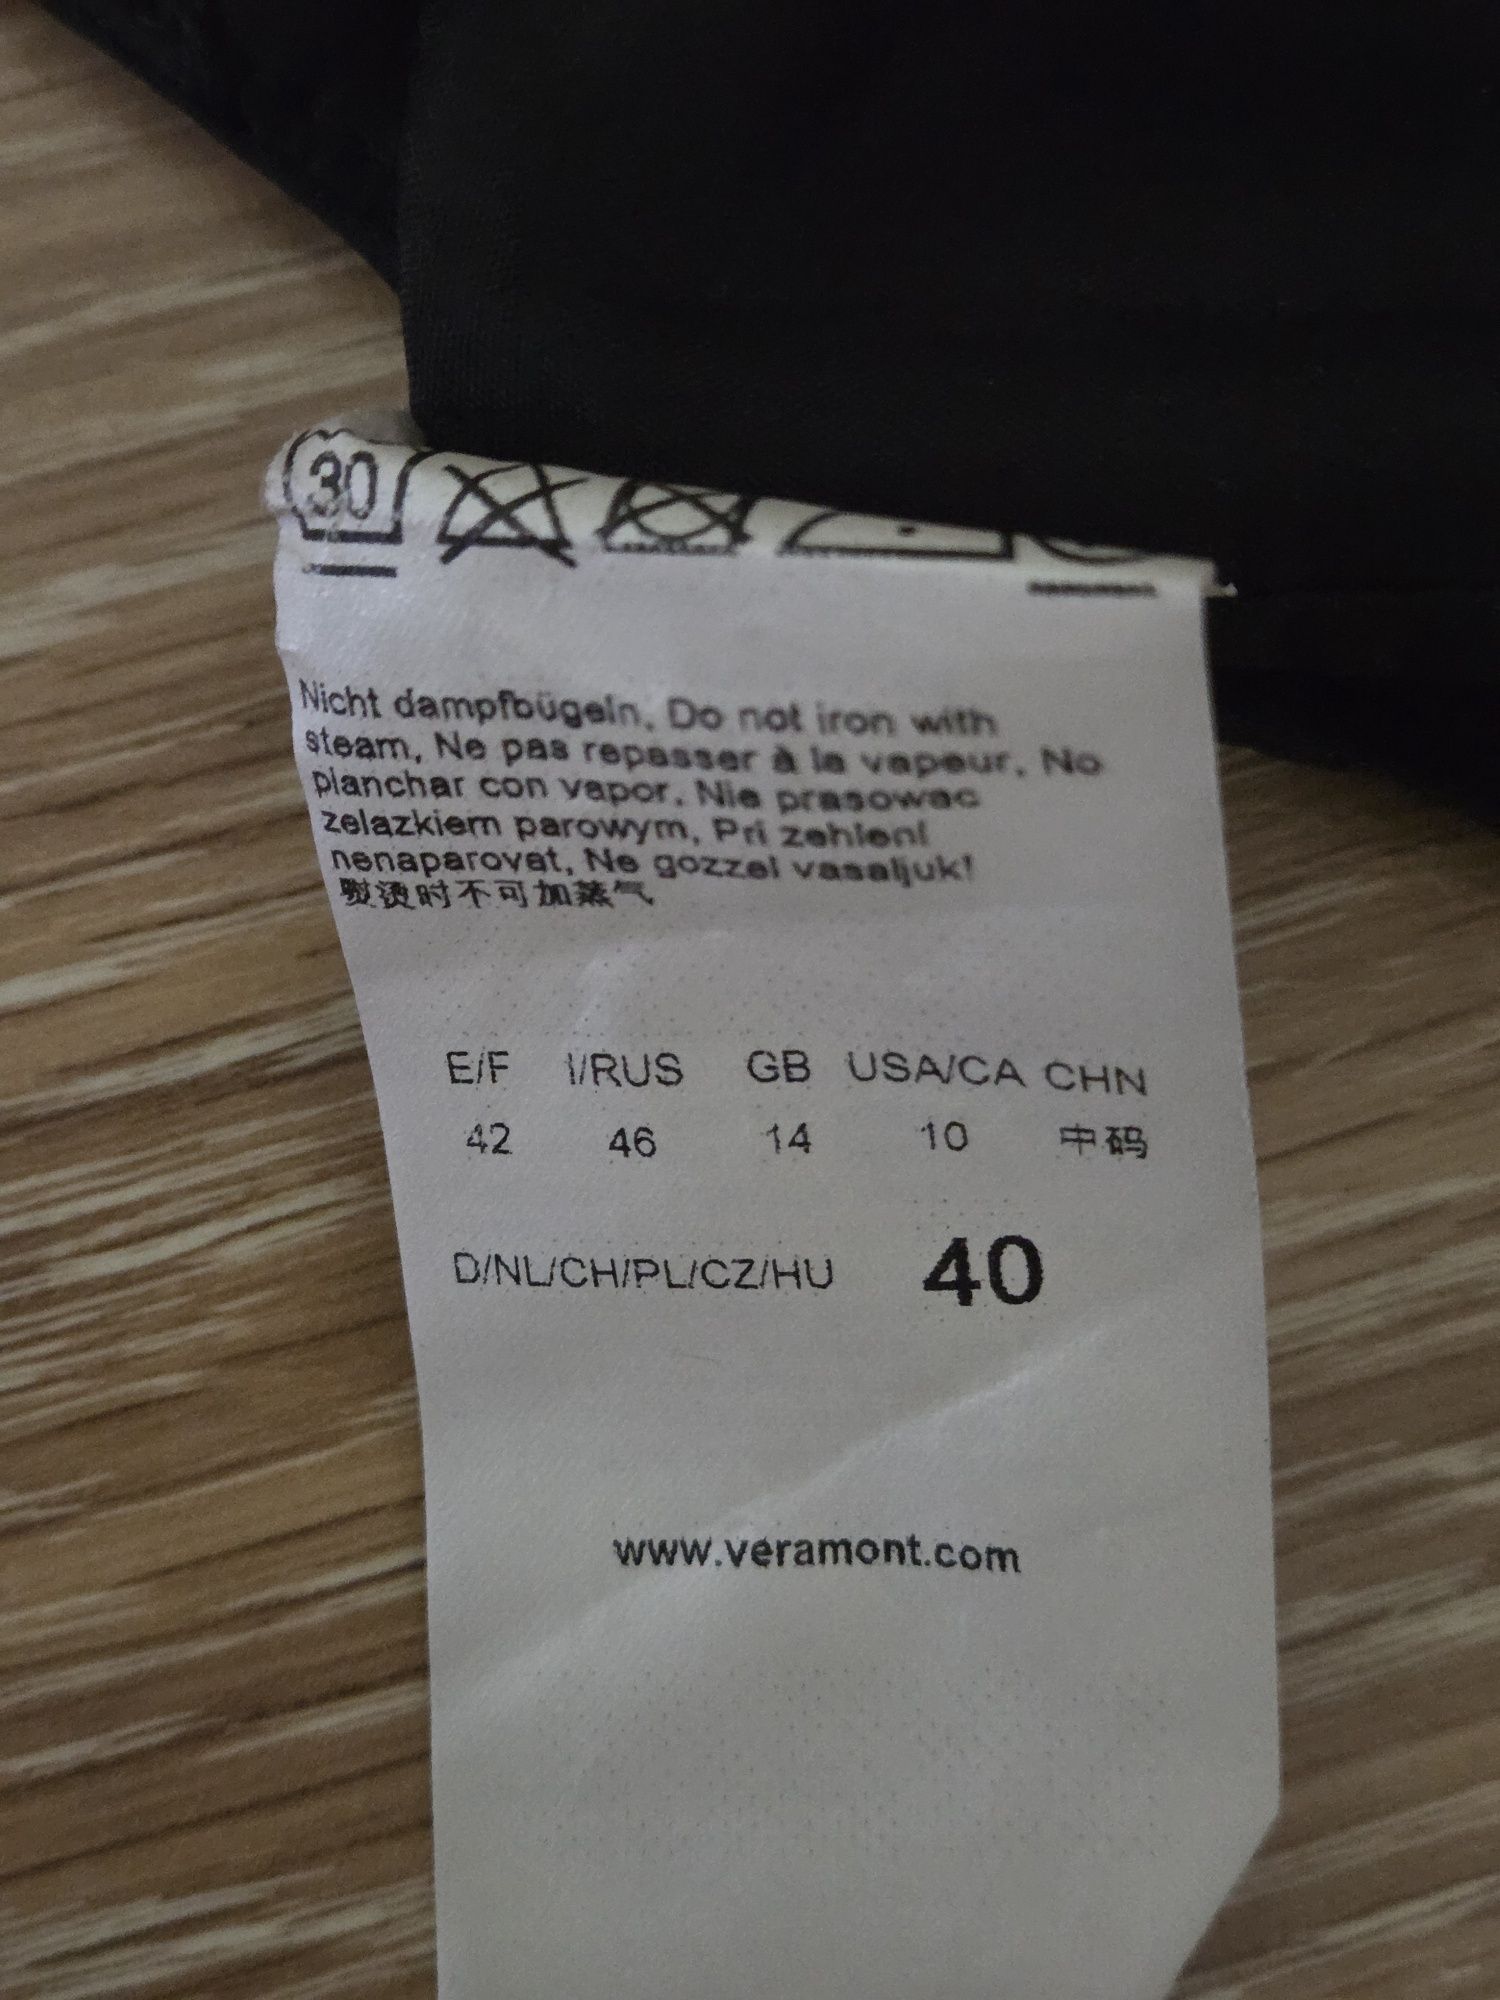 30
Nicht dampfbügeln, Do not iron with
steam, Ne pas repasser à la vapeur, No
planchar con vapor, Nie prasowac
zelazkiem parowym, Pri zehleni
nenaparovat, Ne gozzel vasaljuk!
熨烫时不可加蒸气
E/F I/RUS GB USA/CA CHN
42 46 14 10 中码
D/NL/CH/PL/CZ/HU 40
www.veramont.com